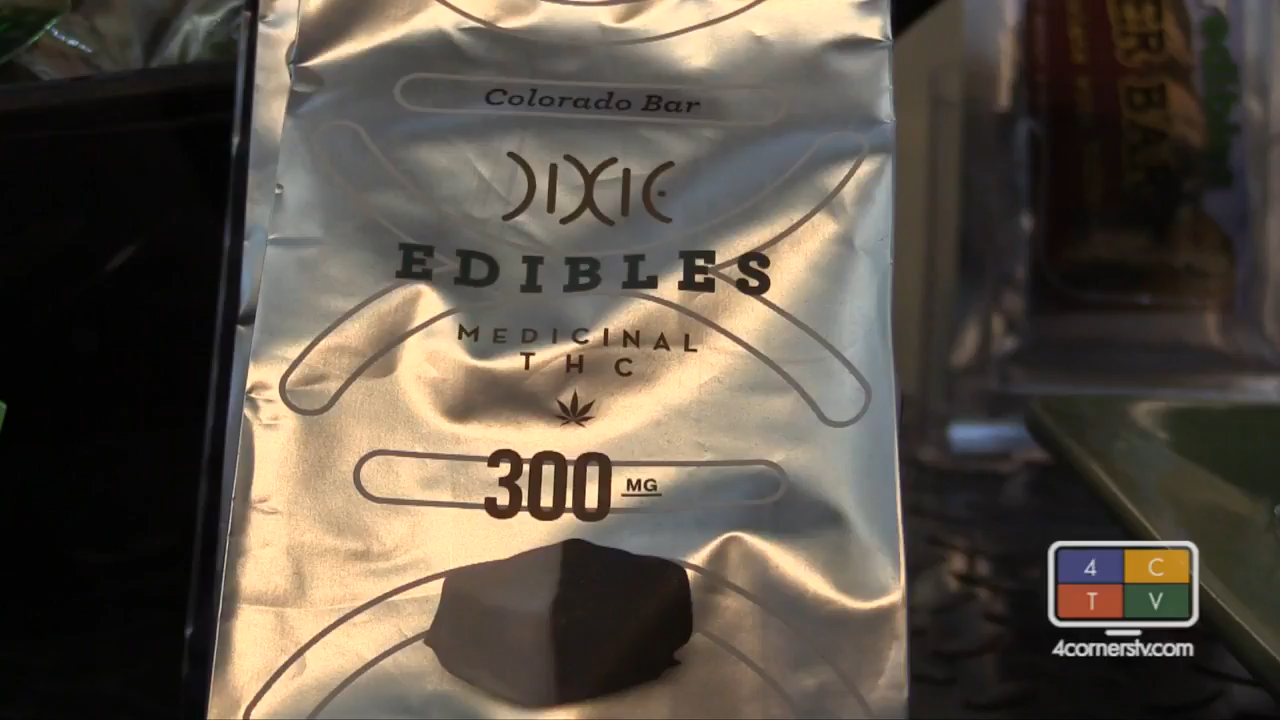 Colorado Bar
DIXIE
EDIBLES
MEDICINAL
THC
300 MG
4 C
T V
4cornerstv.com